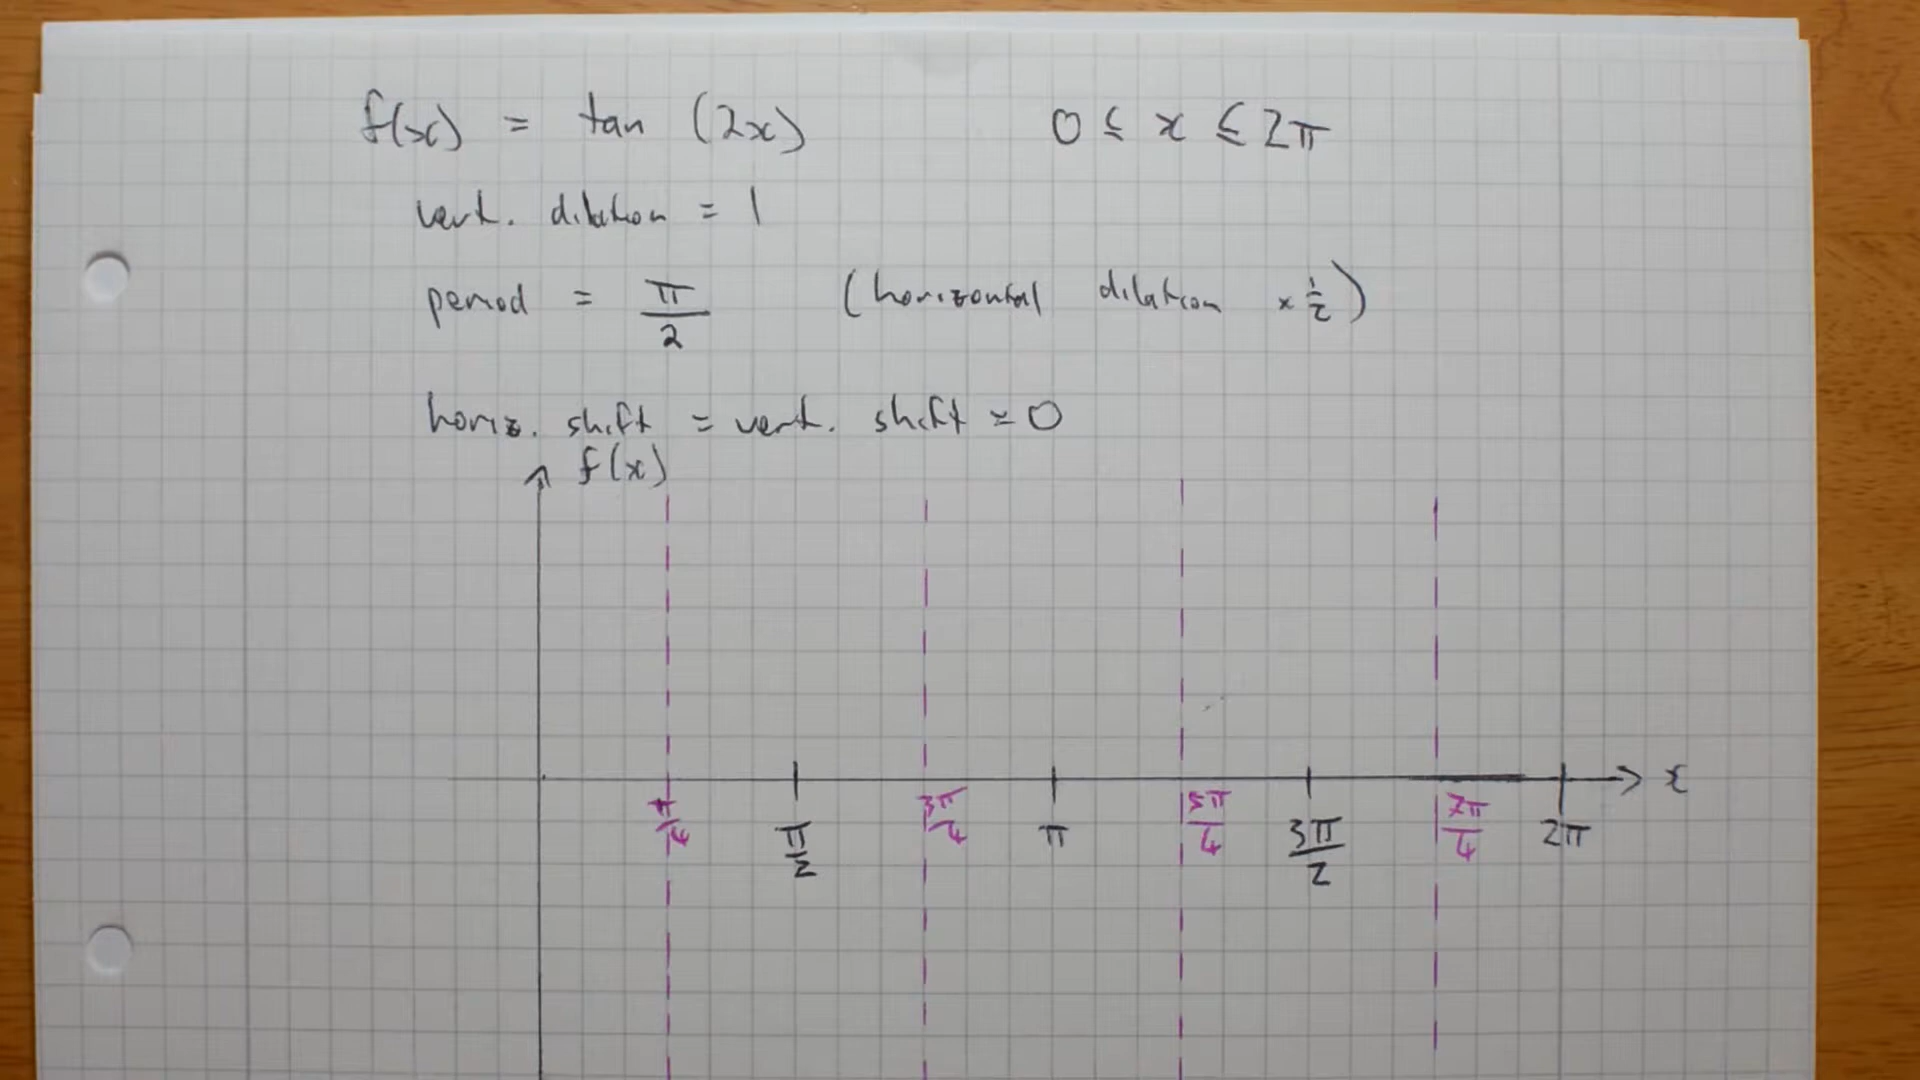 f(x) = tan (2x) 0 ≤ x ≤ 2π
vert. dilation = 1
period = π/2 (horizontal dilation × 1/2)
horiz. shift = vert. shift = 0
f(x)
x
π/4 π/2 3π/4 π 5π/4 3π/2 7π/4 2π